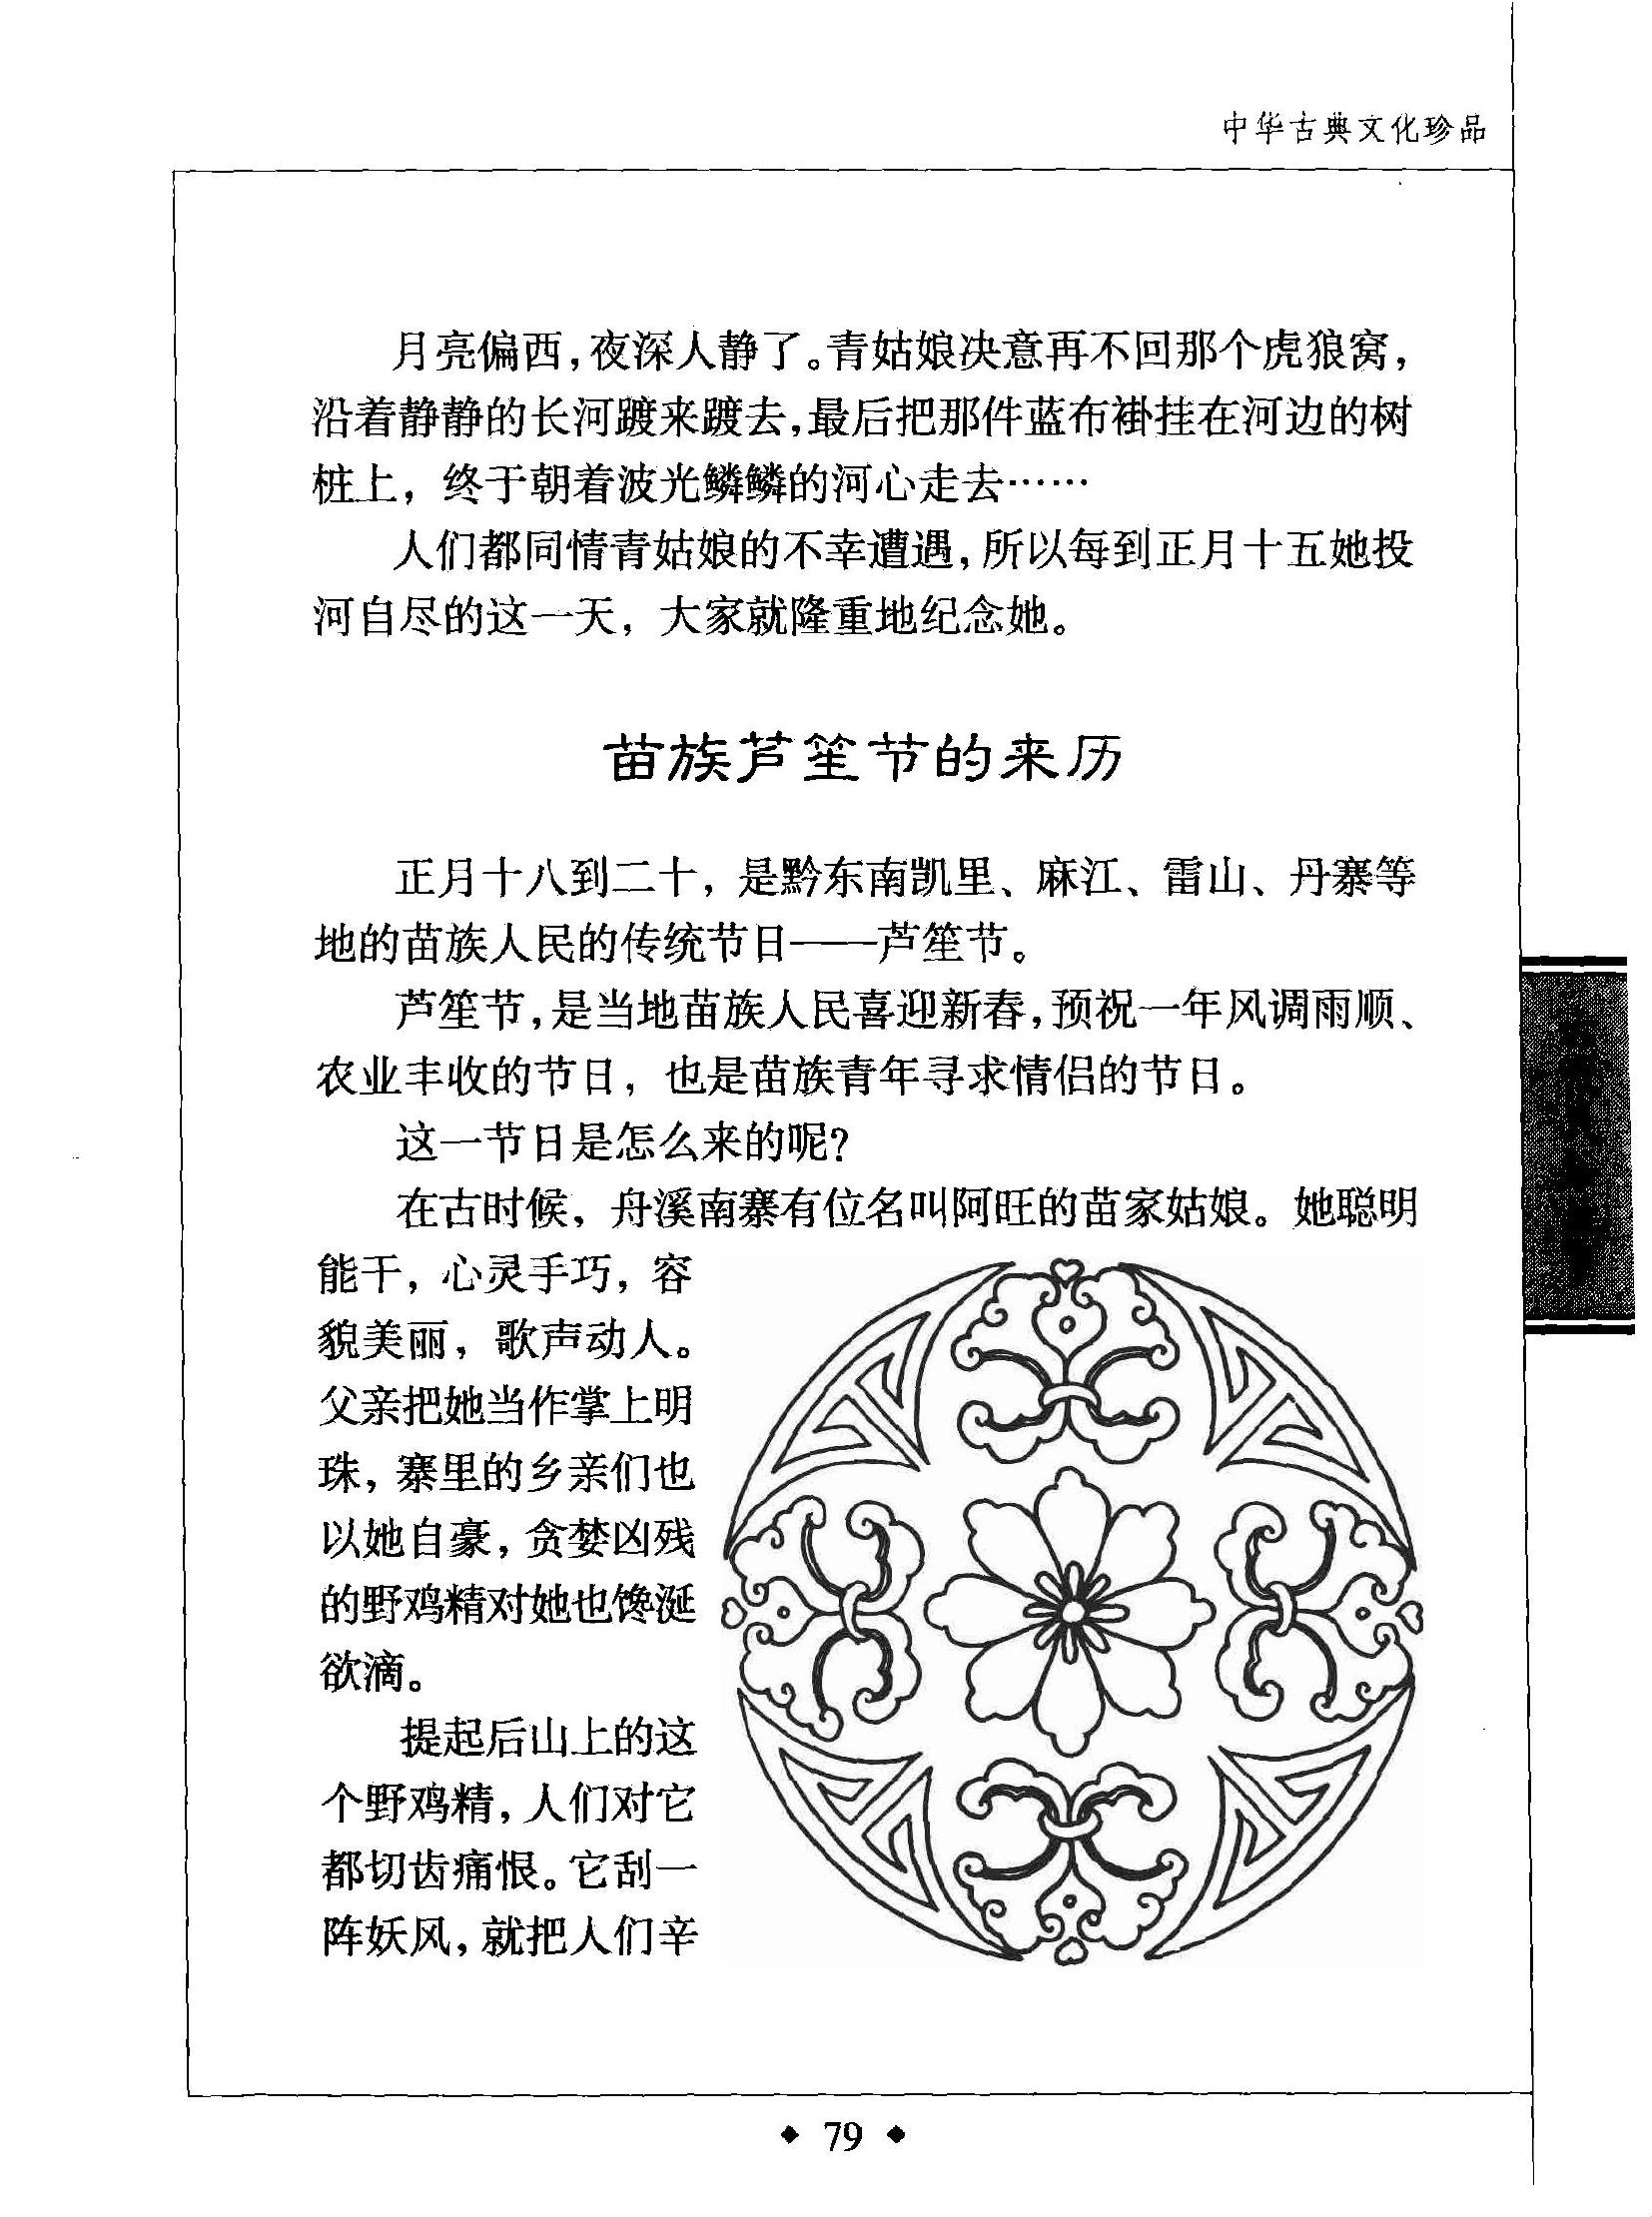 中华古典文化珍品
月亮偏西，夜深人静了。青姑娘决意再不回那个虎狼窝，
沿着静静的长河踱来踱去，最后把那件蓝布褂挂在河边的树
桩上，终于朝着波光鳞鳞的河心走去……
人们都同情青姑娘的不幸遭遇，所以每到正月十五她投
河自尽的这一天，大家就隆重地纪念她。
苗族芦笙节的来历
正月十八到二十，是黔东南凯里、麻江、雷山、丹寨等
地的苗族人民的传统节日——芦笙节。
芦笙节，是当地苗族人民喜迎新春，预祝一年风调雨顺、
农业丰收的节日，也是苗族青年寻求情侣的节日。
这一节日是怎么来的呢？
在古时候，舟溪南寨有位名叫阿旺的苗家姑娘。她聪明
能干，心灵手巧，容
貌美丽，歌声动人。
父亲把她当作掌上明
珠，寨里的乡亲们也
以她自豪，贪婪凶残
的野鸡精对她也馋涎
欲滴。
提起后山上的这
个野鸡精，人们对它
都切齿痛恨。它刮一
阵妖风，就把人们辛
79